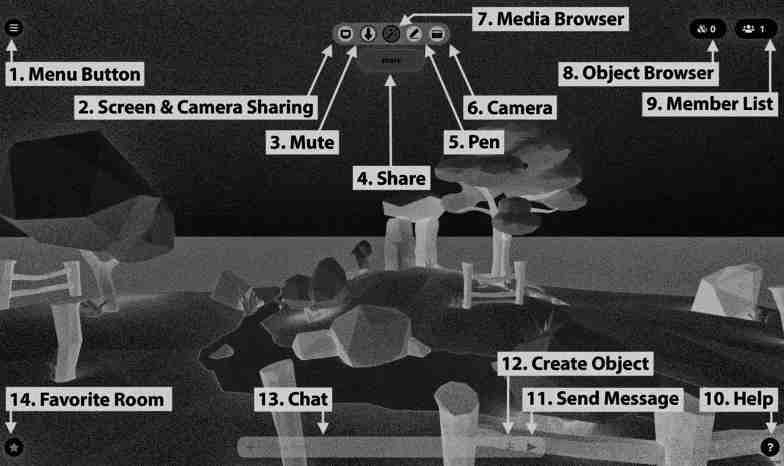 7. Media Browser
0
1
share
1. Menu Button
8. Object Browser
2. Screen & Camera Sharing
6. Camera
9. Member List
3. Mute
5. Pen
4. Share
12. Create Object
14. Favorite Room
13. Chat
11. Send Message
10. Help
?